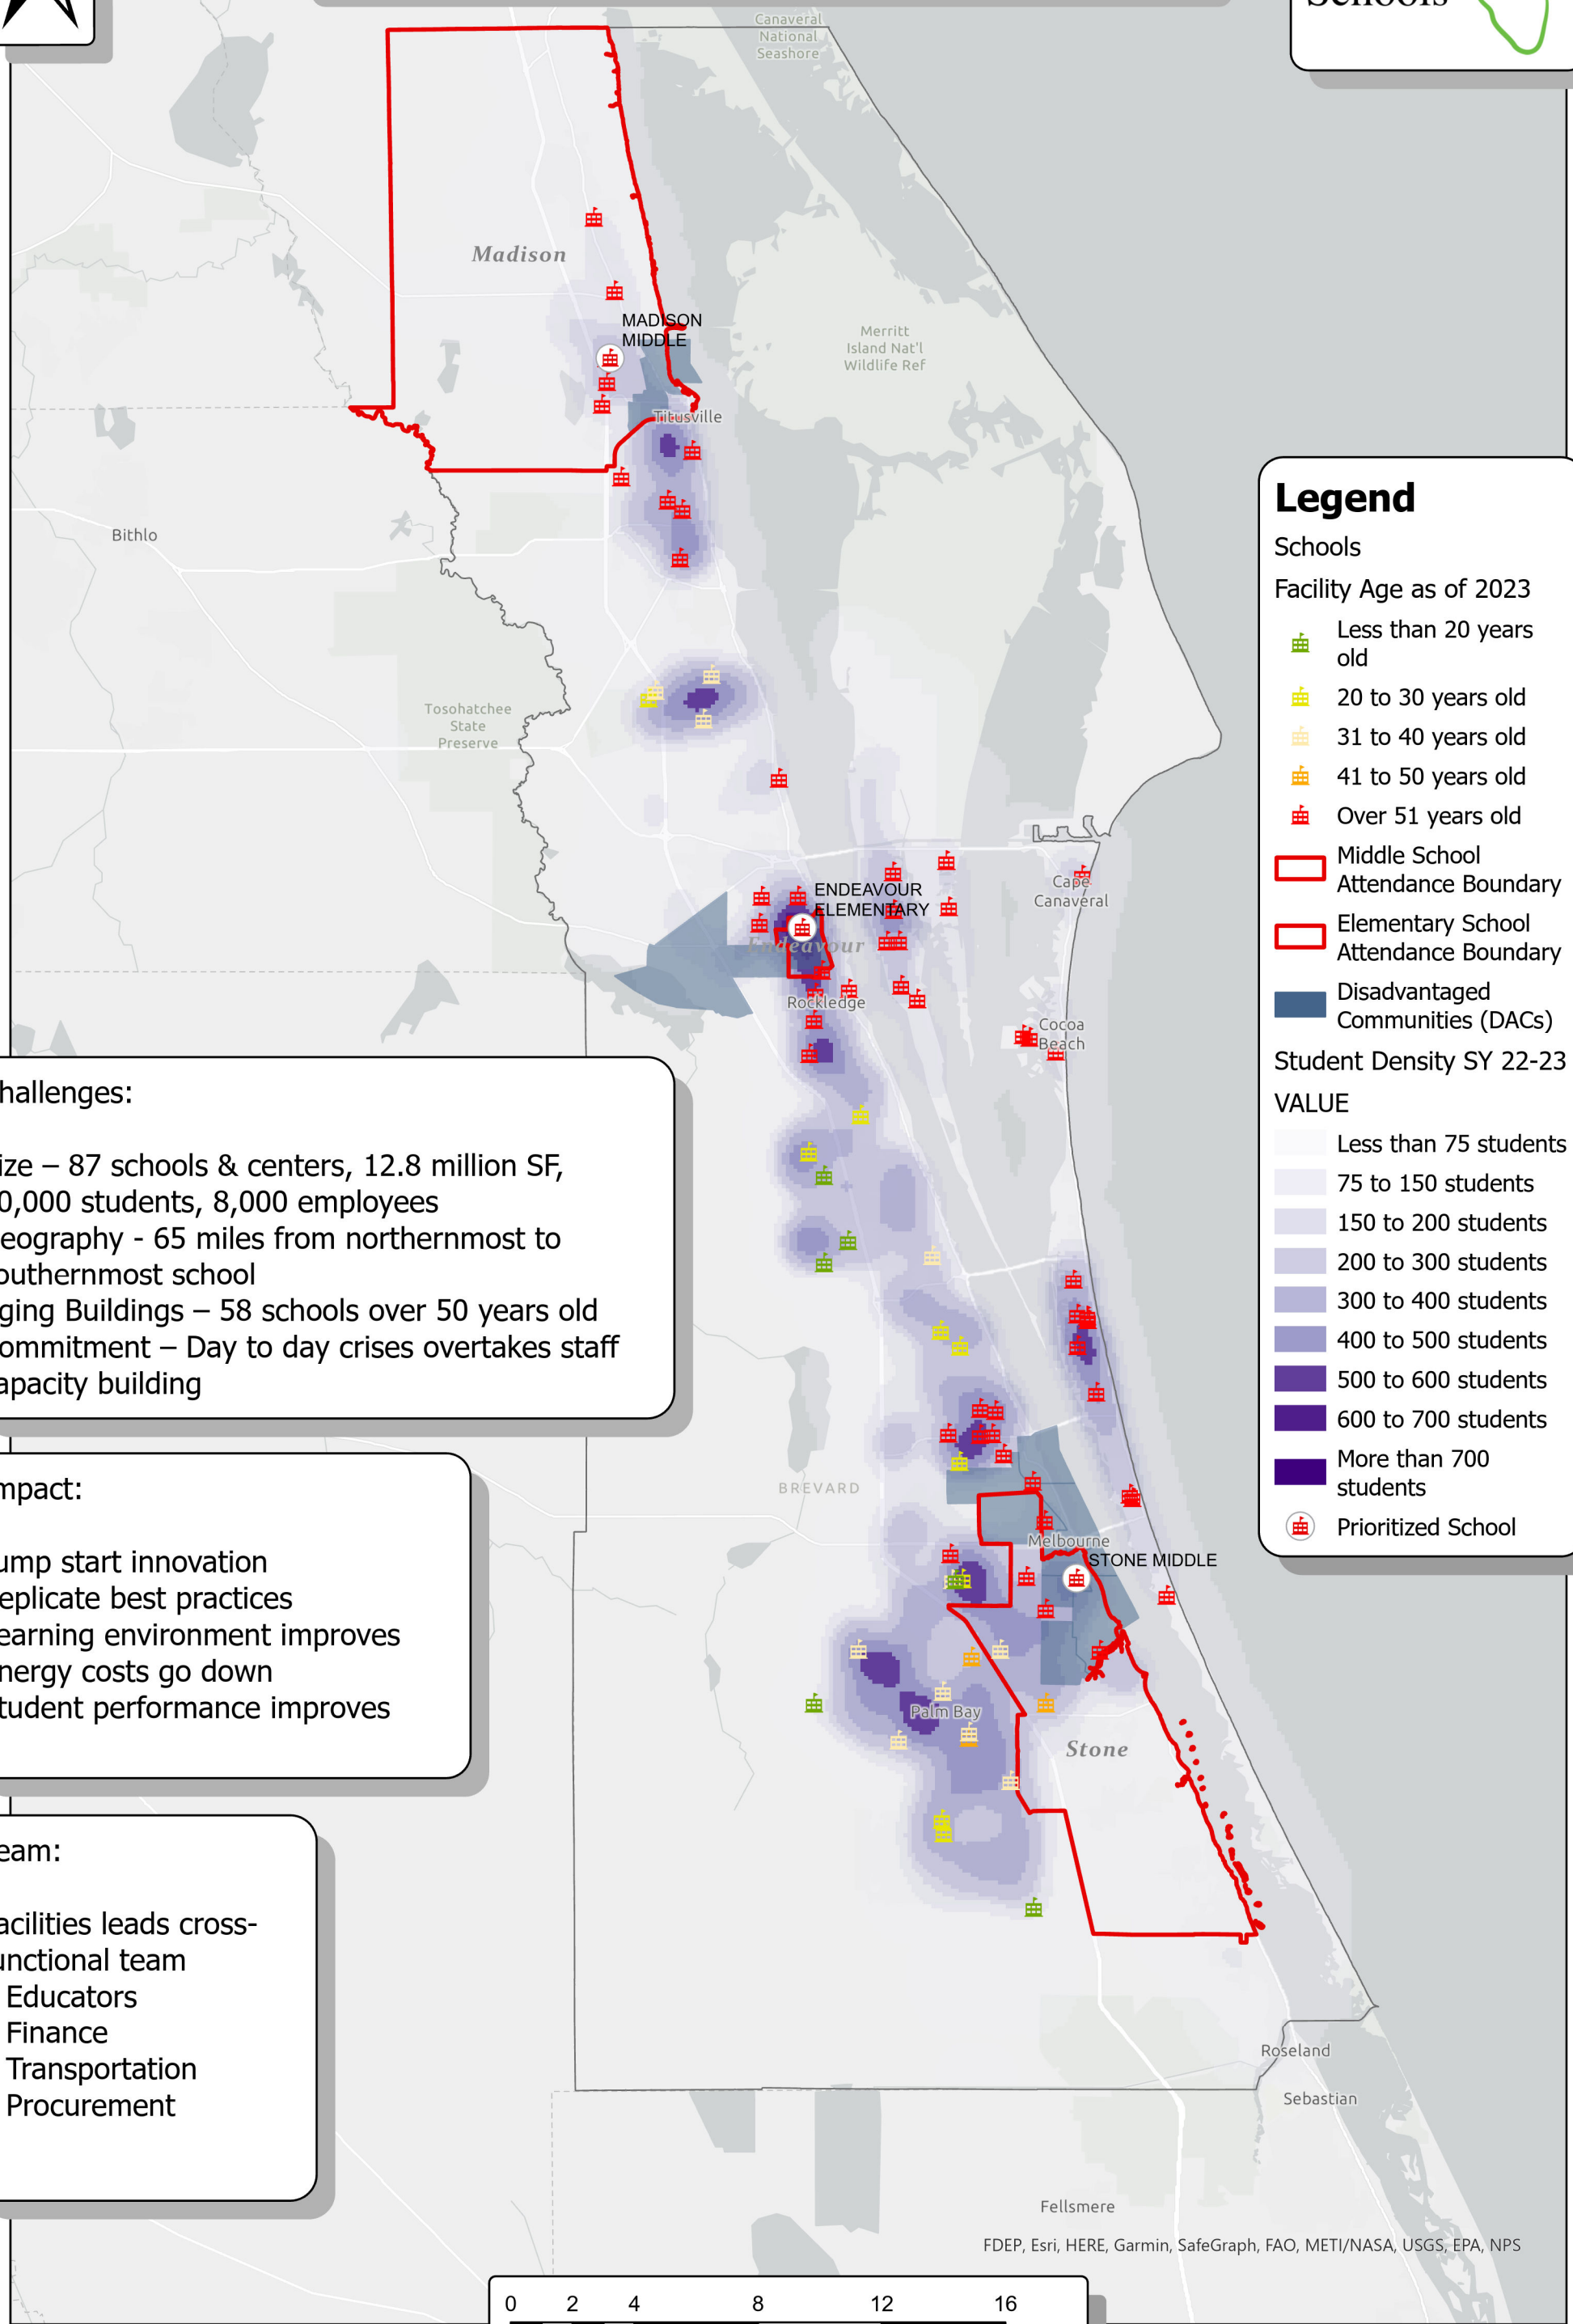 Schools
Canaveral
National
Seashore
Madison
MADISON
MIDDLE
Merritt
Island Nat'l
Wildlife Ref
Titusville
Bithlo
Tosohatchee
State
Preserve
ENDEAVOUR
ELEMENTARY
Endeavour
Cape
Canaveral
Rockledge
Cocoa
Beach
BREVARD
Melbourne
STONE MIDDLE
Palm Bay
Stone
Roseland
Sebastian
Fellsmere
Legend
Schools
Facility Age as of 2023
Less than 20 years
old
20 to 30 years old
31 to 40 years old
41 to 50 years old
Over 51 years old
Middle School
Attendance Boundary
Elementary School
Attendance Boundary
Disadvantaged
Communities (DACs)
Student Density SY 22-23
VALUE
Less than 75 students
75 to 150 students
150 to 200 students
200 to 300 students
300 to 400 students
400 to 500 students
500 to 600 students
600 to 700 students
More than 700
students
Prioritized School
hallenges:
ize – 87 schools & centers, 12.8 million SF,
0,000 students, 8,000 employees
eography - 65 miles from northernmost to
outhernmost school
ging Buildings – 58 schools over 50 years old
ommitment – Day to day crises overtakes staff
apacity building
mpact:
ump start innovation
eplicate best practices
earning environment improves
nergy costs go down
tudent performance improves
eam:
acilities leads cross-
unctional team
Educators
Finance
Transportation
Procurement
FDEP, Esri, HERE, Garmin, SafeGraph, FAO, METI/NASA, USGS, EPA, NPS
0 2 4 8 12 16